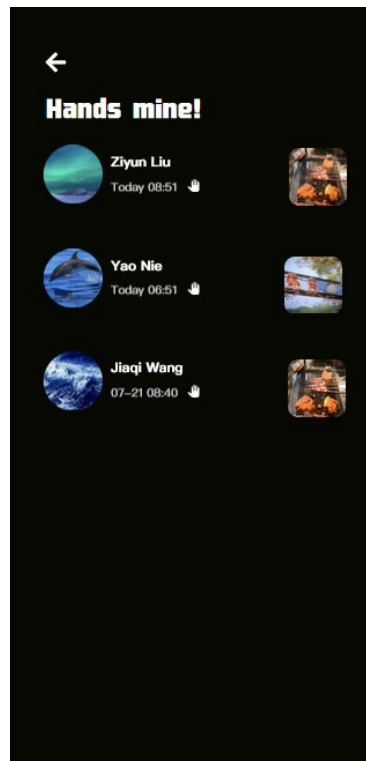 Hands mine!
Ziyun Liu
Today 08:51
Yao Nie
Today 06:51
Jiaqi Wang
07-21 08:40